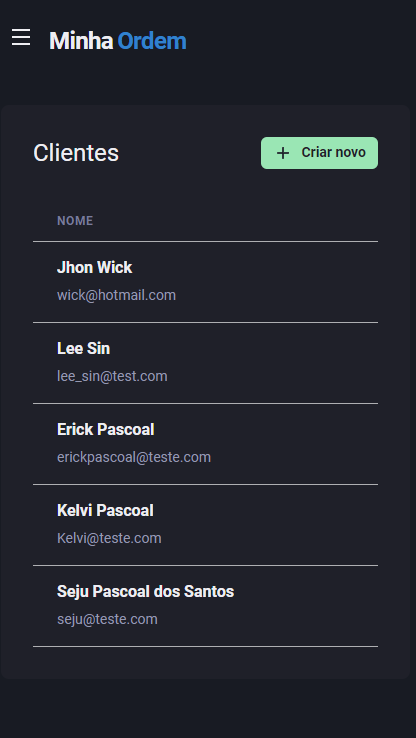 Minha Ordem
Clientes
Criar novo
NOME
Jhon Wick
wick@hotmail.com
Lee Sin
lee_sin@test.com
Erick Pascoal
erickpascoal@teste.com
Kelvi Pascoal
Kelvi@teste.com
Seju Pascoal dos Santos
seju@teste.com